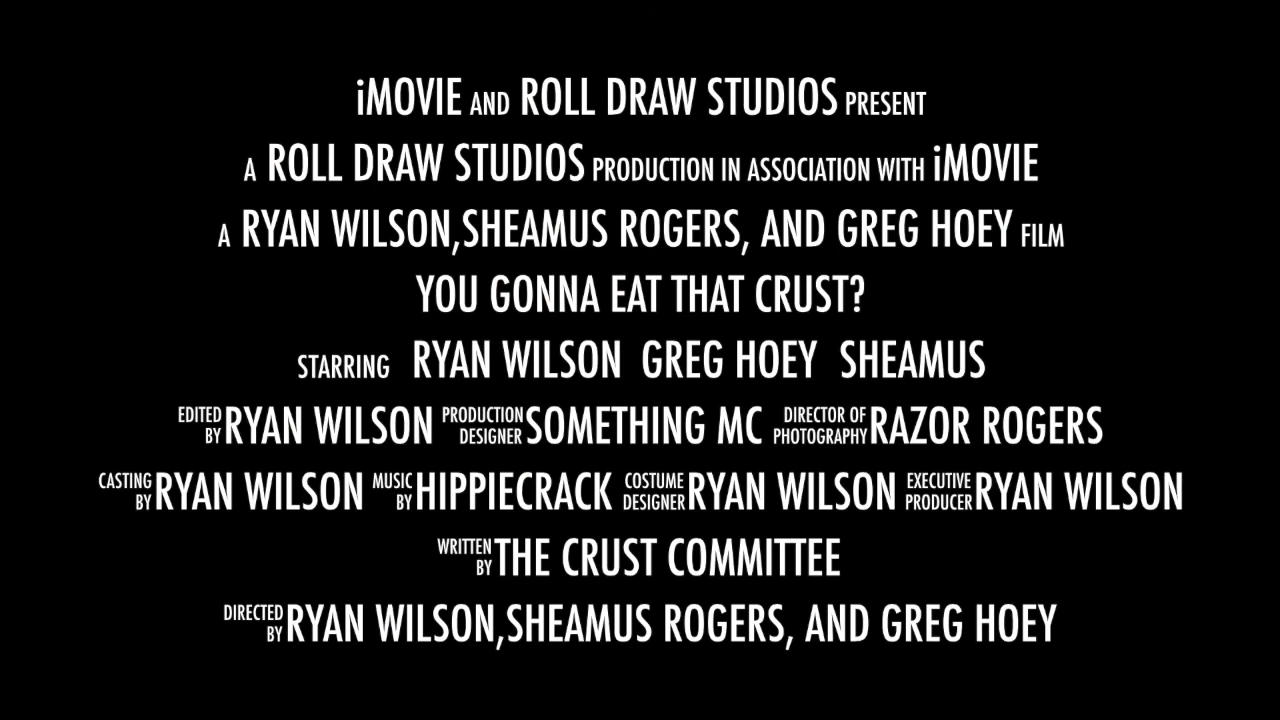 iMOVIE AND ROLL DRAW STUDIOS PRESENT
A ROLL DRAW STUDIOS PRODUCTION IN ASSOCIATION WITH iMOVIE
A RYAN WILSON,SHEAMUS ROGERS, AND GREG HOEY FILM
YOU GONNA EAT THAT CRUST?
STARRING RYAN WILSON GREG HOEY SHEAMUS
EDITED BY RYAN WILSON PRODUCTION DESIGNER SOMETHING MC DIRECTOR OF PHOTOGRAPHY RAZOR ROGERS
CASTING BY RYAN WILSON MUSIC BY HIPPIECRACK COSTUME DESIGNER RYAN WILSON EXECUTIVE PRODUCER RYAN WILSON
WRITTEN BY THE CRUST COMMITTEE
DIRECTED BY RYAN WILSON,SHEAMUS ROGERS, AND GREG HOEY